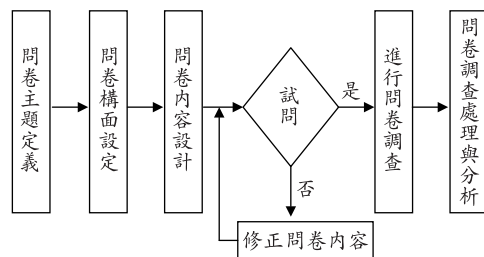 問卷主題定義
問卷構面設定
問卷內容設計
試問
是
進行問卷調查
問卷調查處理與分析
否
修正問卷內容